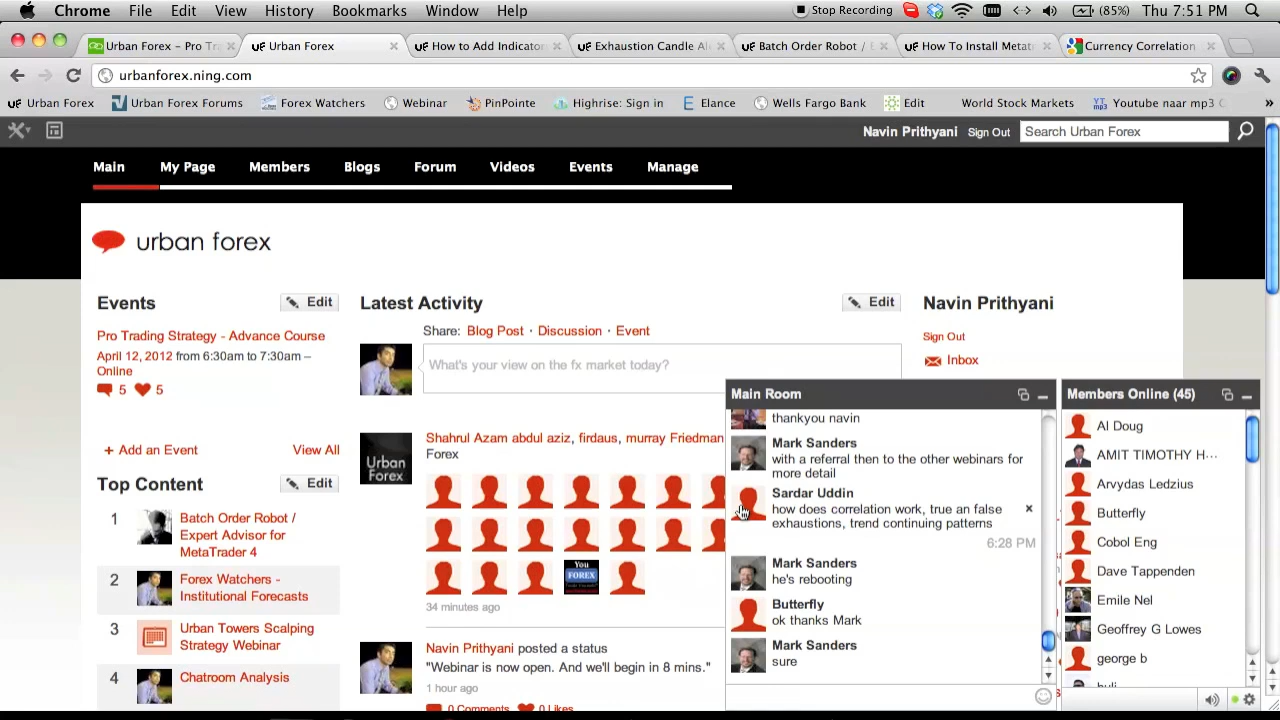 Chrome File Edit View History Bookmarks Window Help Stop Recording (85%) Thu 7:51 PM
Urban Forex - Pro Tr
Urban Forex
How to Add Indicator
Exhaustion Candle Al
Batch Order Robot / E
How To Install Metat
Currency Correlation
urbanforex.ning.com
Urban Forex Urban Forex Forums Forex Watchers Webinar PinPointe Highrise: Sign in Elance Wells Fargo Bank Edit World Stock Markets Youtube naar mp3 C »
Navin Prithyani Sign Out Search Urban Forex
Main My Page Members Blogs Forum Videos Events Manage
urban forex
Events Edit
Pro Trading Strategy - Advance Course
April 12, 2012 from 6:30am to 7:30am –
Online
5 5
+ Add an Event View All
Top Content Edit
1 Batch Order Robot /
Expert Advisor for
MetaTrader 4
2 Forex Watchers -
Institutional Forecasts
3 Urban Towers Scalping
Strategy Webinar
4 Chatroom Analysis
Latest Activity Edit
Share: Blog Post · Discussion · Event
What's your view on the fx market today?
Urban
Forex
Shahrul Azam abdul aziz, firdaus, murray Friedman
Forex
You
FOREX
34 minutes ago
Navin Prithyani posted a status
"Webinar is now open. And we'll begin in 8 mins."
1 hour ago
0 Comments 0 Likes
Navin Prithyani
Sign Out
Inbox
Main Room
thankyou navin
Mark Sanders
with a referral then to the other webinars for
more detail
Sardar Uddin
how does correlation work, true an false
exhaustions, trend continuing patterns
6:28 PM
Mark Sanders
he's rebooting
Butterfly
ok thanks Mark
Mark Sanders
sure
Members Online (45)
Al Doug
AMIT TIMOTHY H···
Arvydas Ledzius
Butterfly
Cobol Eng
Dave Tappenden
Emile Nel
Geoffrey G Lowes
george b